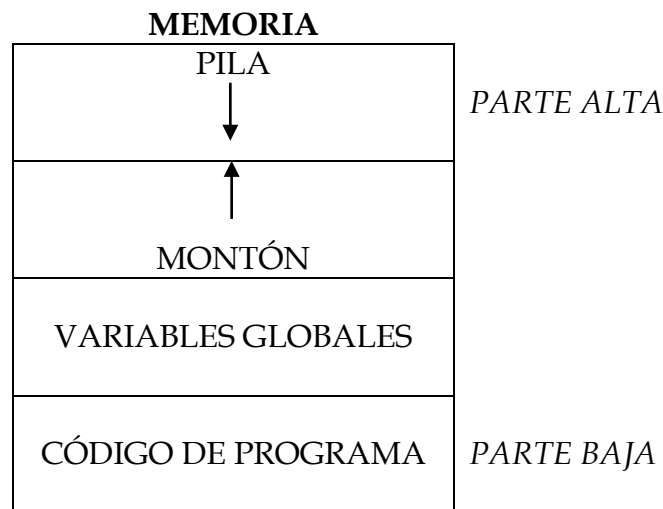 MEMORIA
PILA
PARTE ALTA
MONTÓN
VARIABLES GLOBALES
CÓDIGO DE PROGRAMA
PARTE BAJA